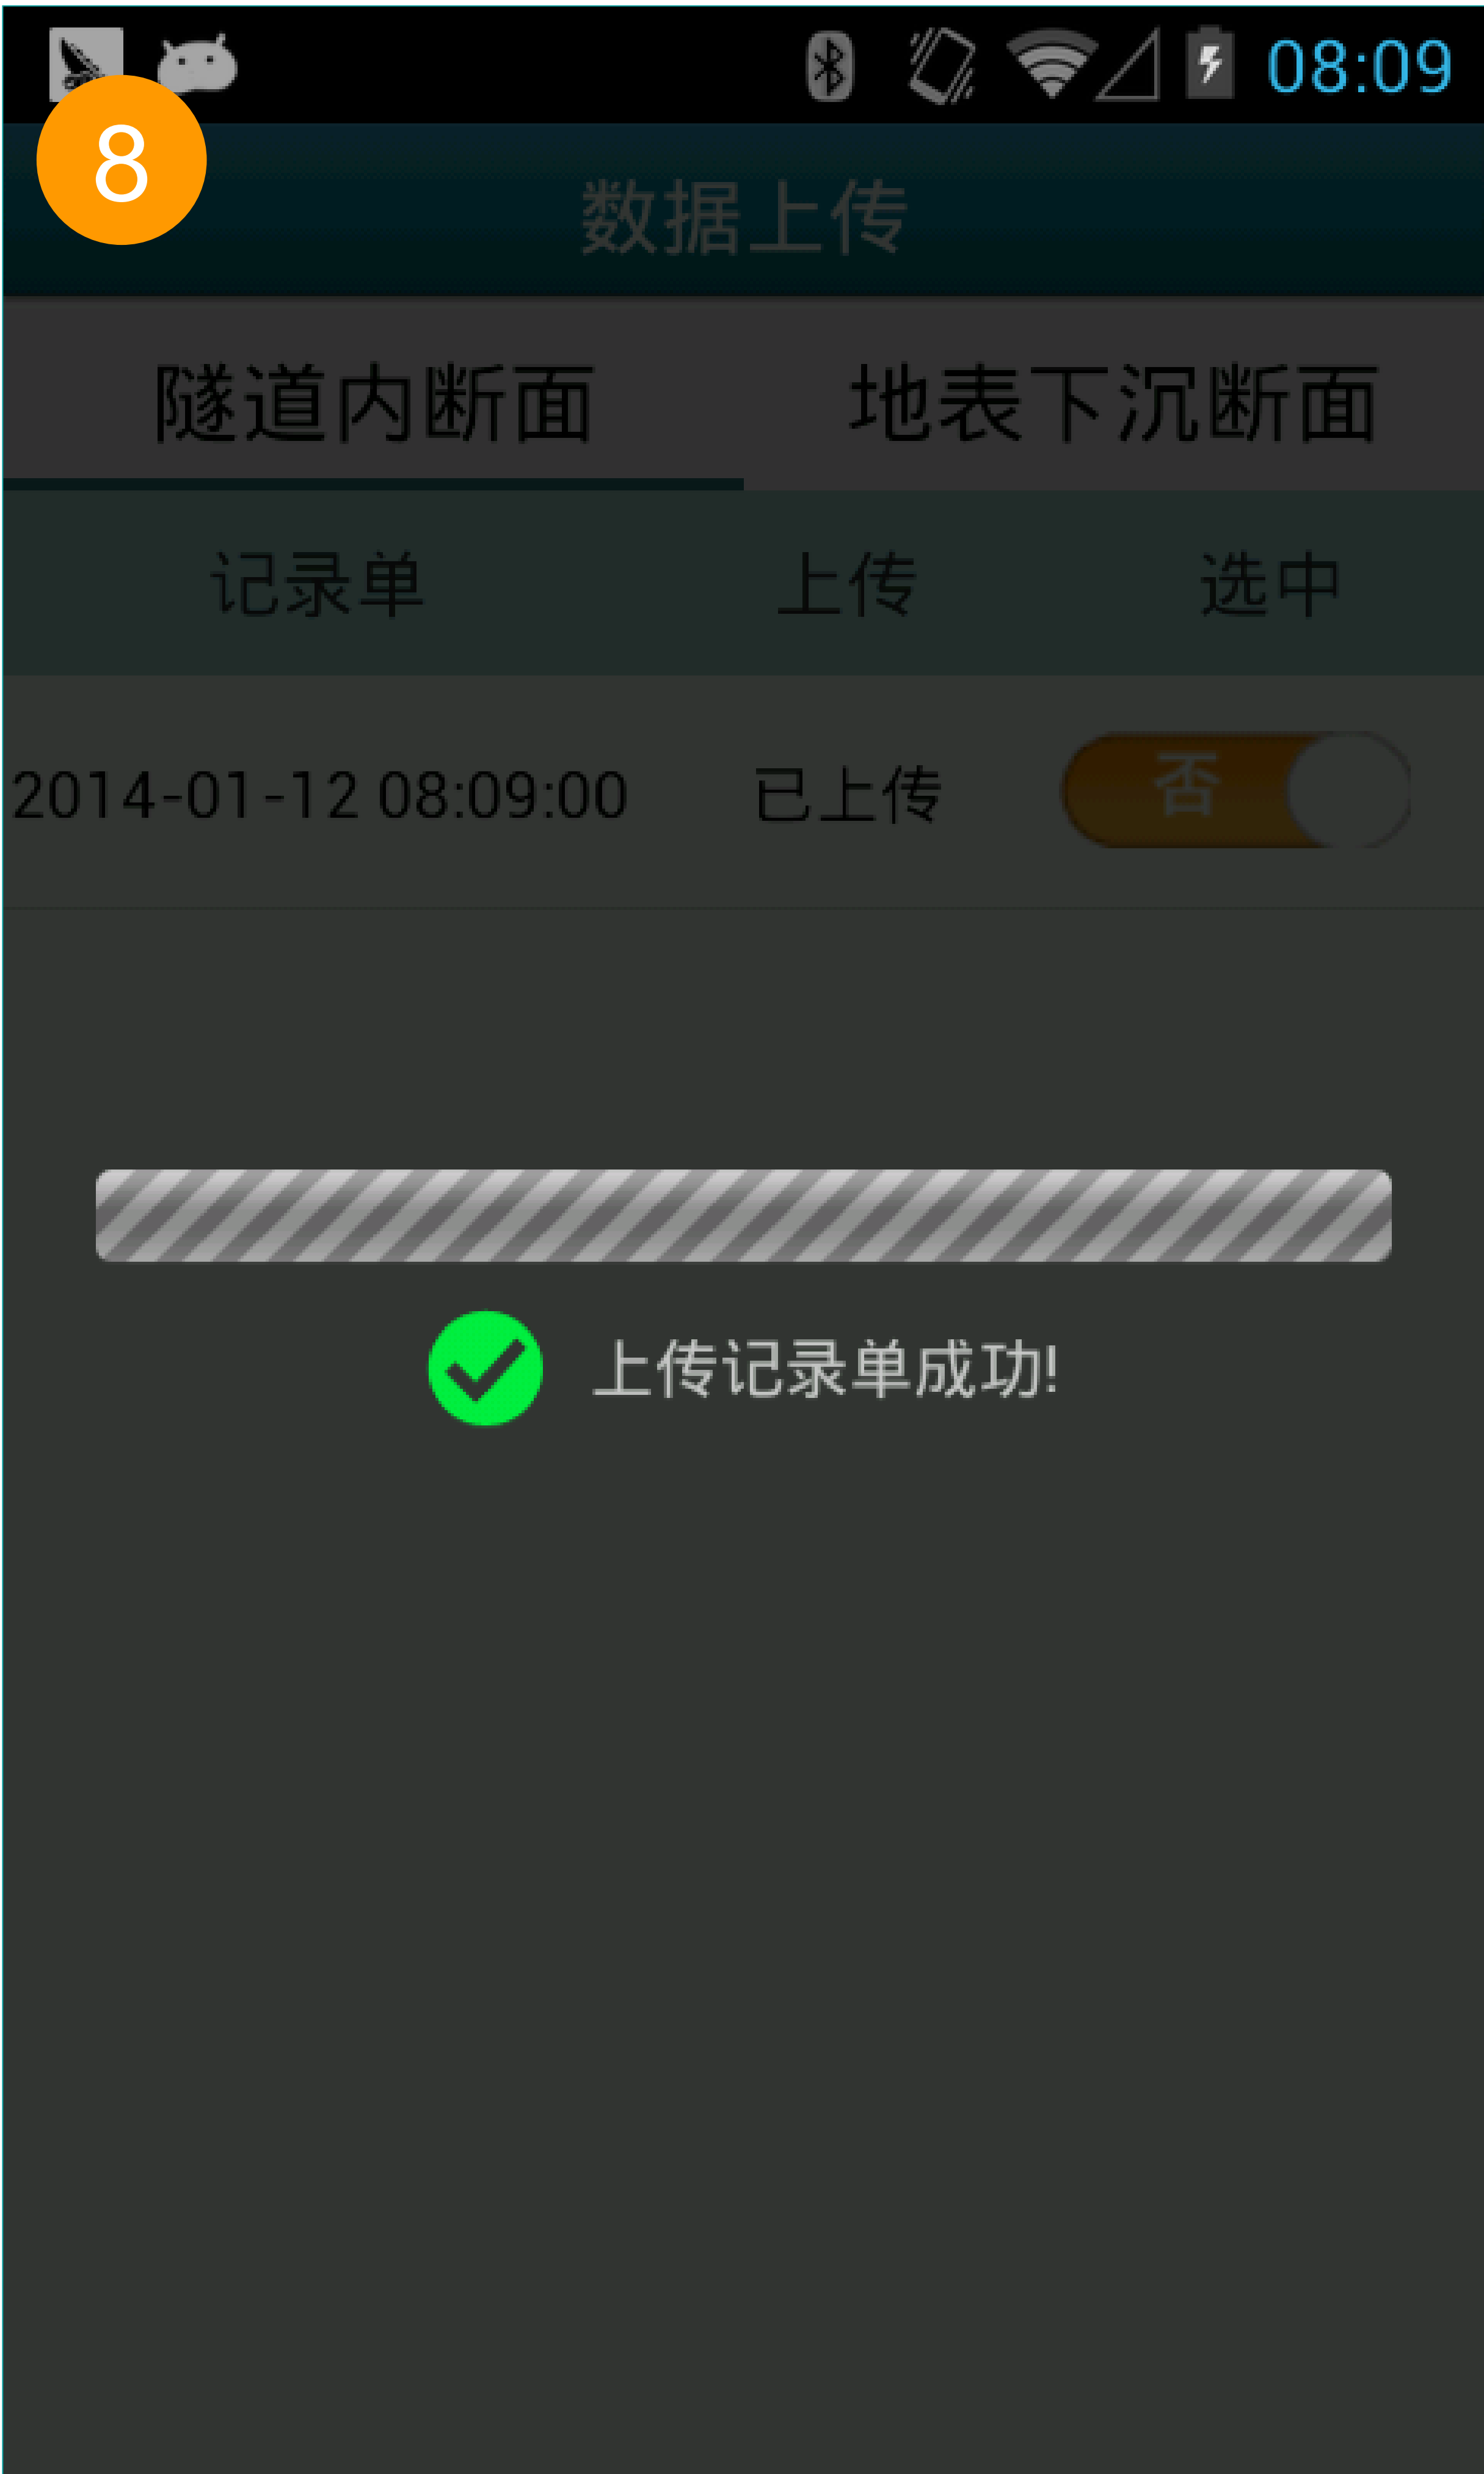 08:09
8
数据上传
隧道内断面 地表下沉断面
记录单 上传 选中
2014-01-12 08:09:00 已上传 否
上传记录单成功!